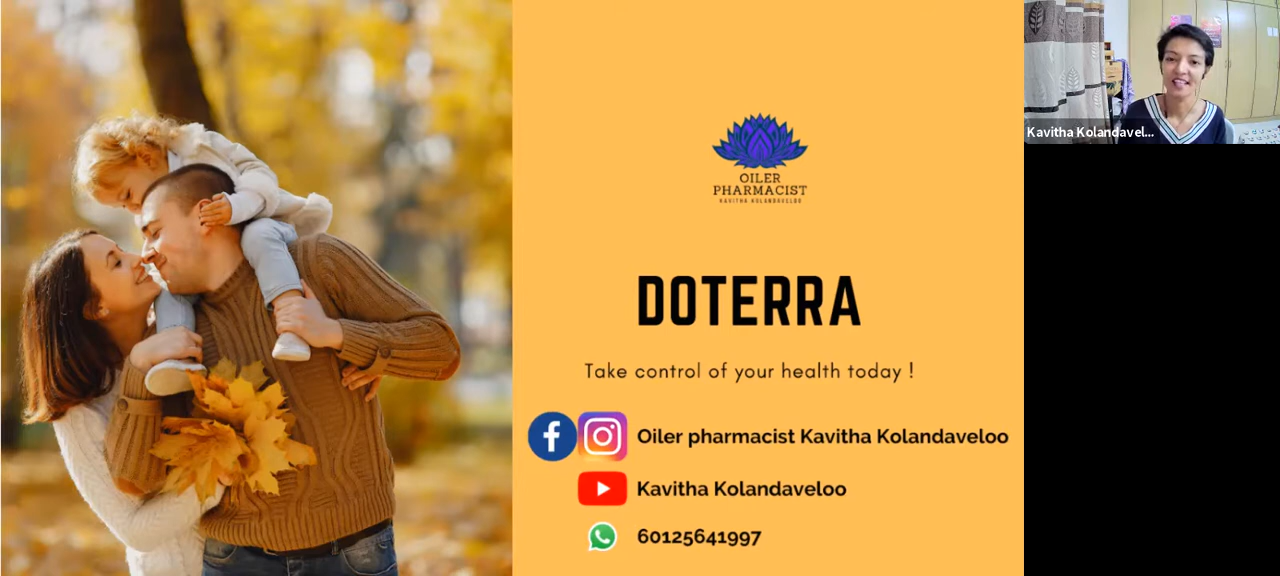 OILER
PHARMACIST
KAVITHA KOLANDAVELOO
DOTERRA
Take control of your health today !
Oiler pharmacist Kavitha Kolandaveloo
Kavitha Kolandaveloo
60125641997
Kavitha Kolandavel...